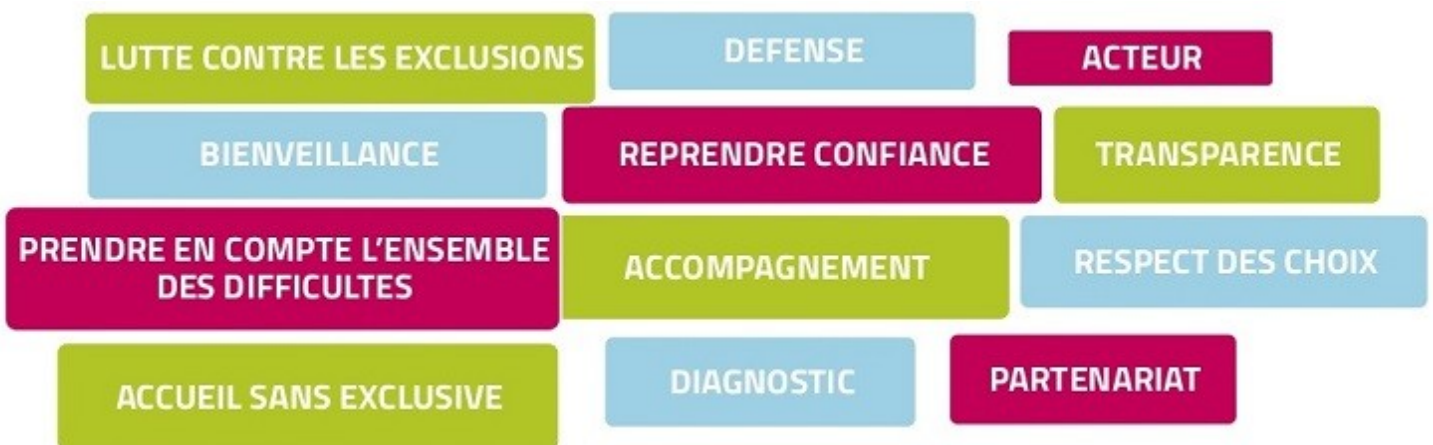 LUTTE CONTRE LES EXCLUSIONS
DEFENSE
ACTEUR
BIENVEILLANCE
REPRENDRE CONFIANCE
TRANSPARENCE
PRENDRE EN COMPTE L'ENSEMBLE
DES DIFFICULTES
ACCOMPAGNEMENT
RESPECT DES CHOIX
ACCUEIL SANS EXCLUSIVE
DIAGNOSTIC
PARTENARIAT